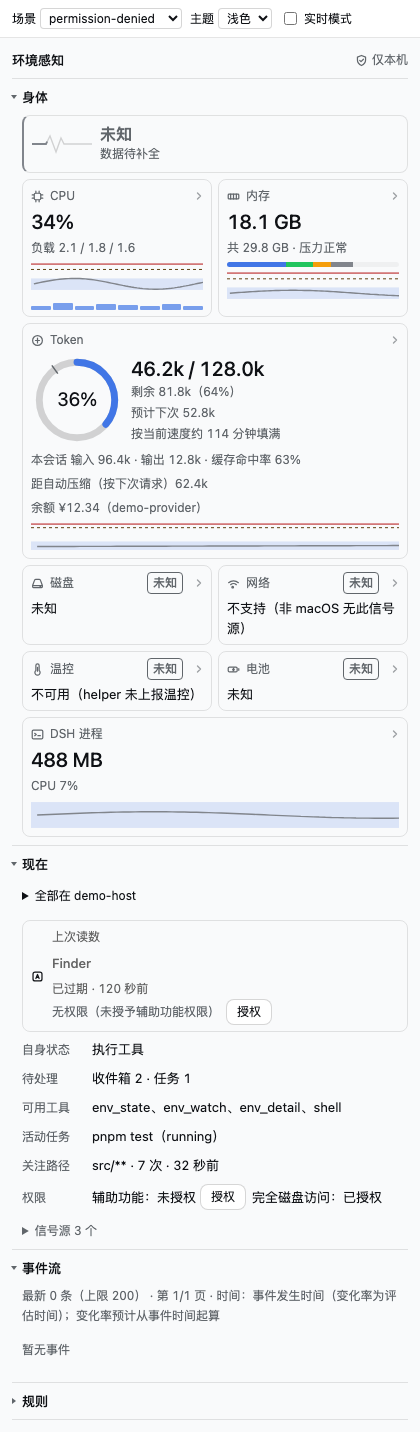 场景 permission-denied 主题 浅色 实时模式
环境感知 仅本机
身体
未知
数据待补全
CPU
34%
负载 2.1 / 1.8 / 1.6
内存
18.1 GB
共 29.8 GB · 压力正常
Token
36%
46.2k / 128.0k
剩余 81.8k（64%）
预计下次 52.8k
按当前速度约 114 分钟填满
本会话 输入 96.4k · 输出 12.8k · 缓存命中率 63%
距自动压缩（按下次请求）62.4k
余额 ¥12.34（demo-provider）
磁盘 未知
未知
网络 未知
不支持（非 macOS 无此信号
源）
温控 未知
不可用（helper 未上报温控）
电池 未知
未知
DSH 进程
488 MB
CPU 7%
现在
全部在 demo-host
上次读数
Finder
已过期 · 120 秒前
无权限（未授予辅助功能权限） 授权
自身状态 执行工具
待处理 收件箱 2 · 任务 1
可用工具 env_state、env_watch、env_detail、shell
活动任务 pnpm test（running）
关注路径 src/** · 7 次 · 32 秒前
权限 辅助功能：未授权 授权 完全磁盘访问：已授权
信号源 3 个
事件流
最新 0 条（上限 200） · 第 1/1 页 · 时间：事件发生时间（变化率为评
估时间）；变化率预计从事件时间起算
暂无事件
规则